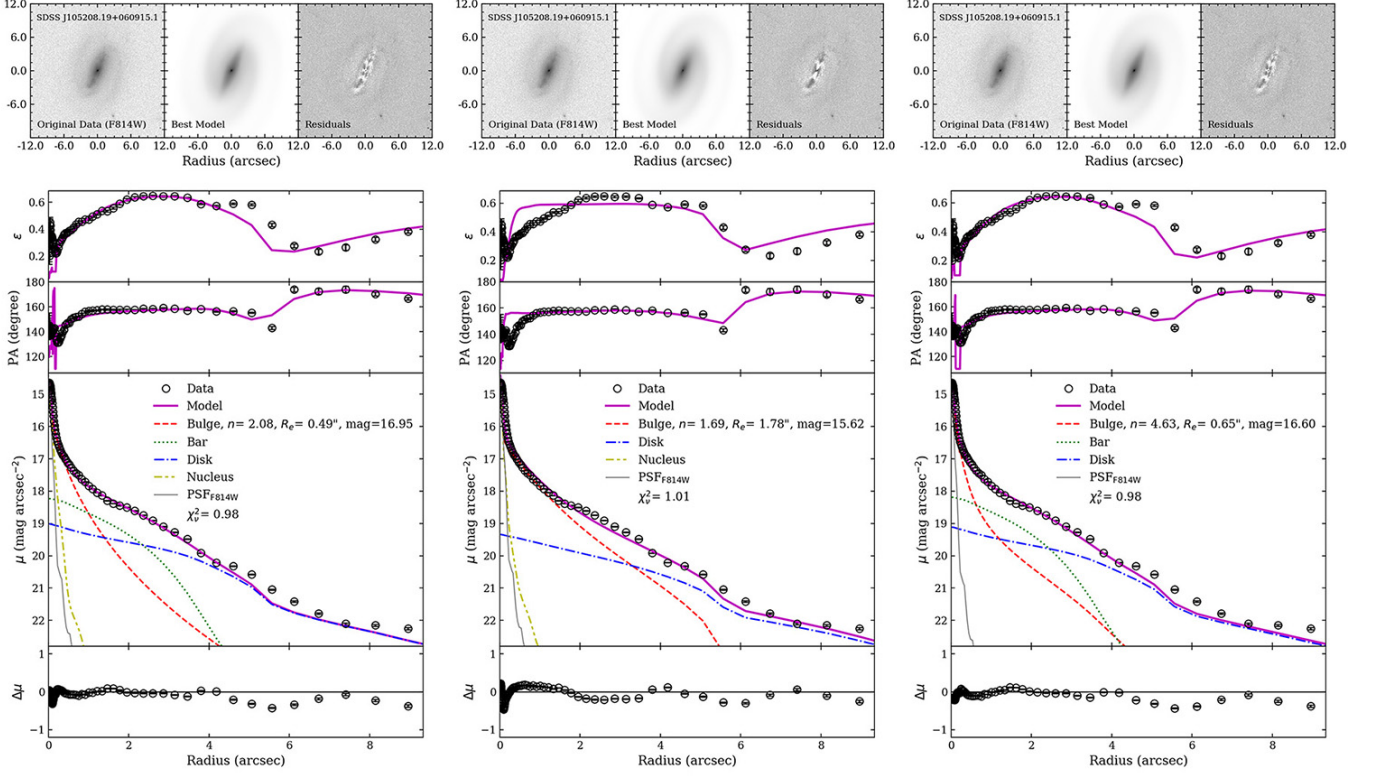 12.0
6.0
0.0
-6.0
SDSS J105208.19+060915.1
Original Data (F814W)
Best Model
Residuals
-12.0 -6.0 0.0 6.0 -12.0 -6.0 0.0 6.0 -12.0 -6.0 0.0 6.0 12.0
Radius (arcsec)
12.0
6.0
0.0
-6.0
SDSS J105208.19+060915.1
Original Data (F814W)
Best Model
Residuals
-12.0 -6.0 0.0 6.0 -12.0 -6.0 0.0 6.0 -12.0 -6.0 0.0 6.0 12.0
Radius (arcsec)
12.0
6.0
0.0
-6.0
SDSS J105208.19+060915.1
Original Data (F814W)
Best Model
Residuals
-12.0 -6.0 0.0 6.0 -12.0 -6.0 0.0 6.0 -12.0 -6.0 0.0 6.0 12.0
Radius (arcsec)
ε
0.6
0.4
0.2
PA (degree)
180
160
140
120
μ (mag arcsec⁻²)
15
16
17
18
19
20
21
22
Data
Model
Bulge, n= 2.08, Rₑ= 0.49", mag=16.95
Bar
Disk
Nucleus
PSF F814W
χ²ᵥ= 0.98
Δμ
1
0
−1
0 2 4 6 8
Radius (arcsec)
ε
0.6
0.4
0.2
PA (degree)
180
160
140
120
μ (mag arcsec⁻²)
15
16
17
18
19
20
21
22
Data
Model
Bulge, n= 1.69, Rₑ= 1.78", mag=15.62
Disk
Nucleus
PSF F814W
χ²ᵥ= 1.01
Δμ
1
0
−1
0 2 4 6 8
Radius (arcsec)
ε
0.6
0.4
0.2
PA (degree)
180
160
140
120
μ (mag arcsec⁻²)
15
16
17
18
19
20
21
22
Data
Model
Bulge, n= 4.63, Rₑ= 0.65", mag=16.60
Bar
Disk
PSF F814W
χ²ᵥ= 0.98
Δμ
1
0
−1
0 2 4 6 8
Radius (arcsec)